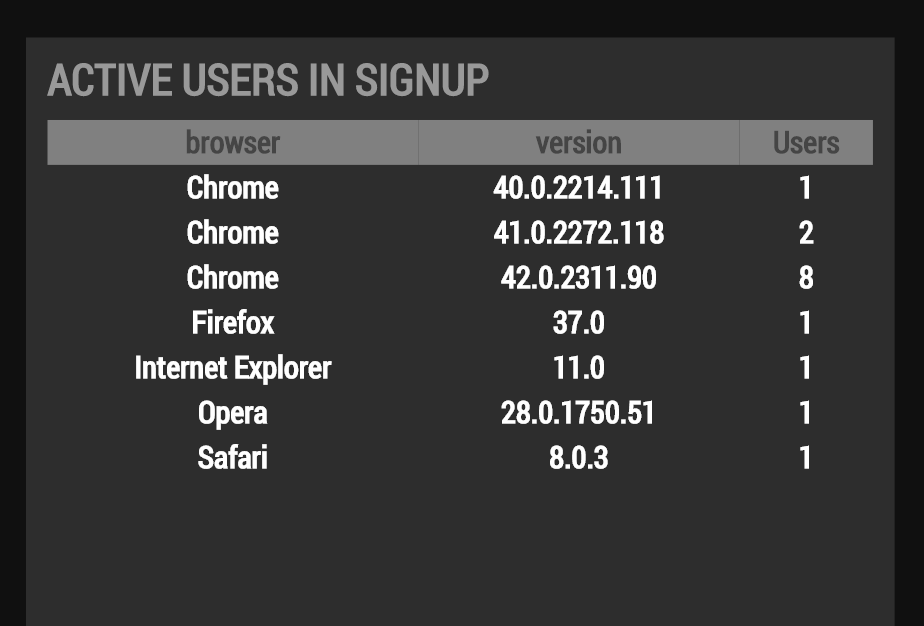 ACTIVE USERS IN SIGNUP
browser version Users
Chrome 40.0.2214.111 1
Chrome 41.0.2272.118 2
Chrome 42.0.2311.90 8
Firefox 37.0 1
Internet Explorer 11.0 1
Opera 28.0.1750.51 1
Safari 8.0.3 1